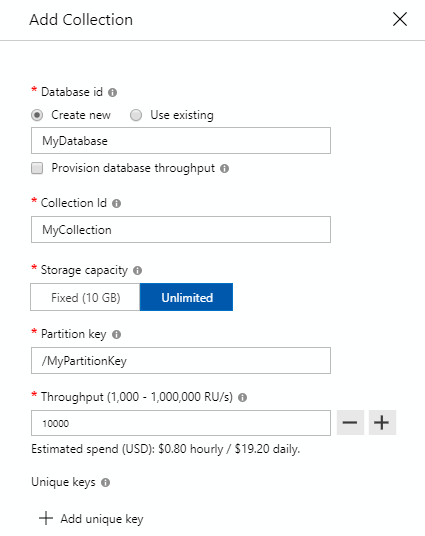 Add Collection
* Database id
Create new Use existing
MyDatabase
Provision database throughput
* Collection Id
MyCollection
* Storage capacity
Fixed (10 GB) Unlimited
* Partition key
/MyPartitionKey
* Throughput (1,000 - 1,000,000 RU/s)
10000
Estimated spend (USD): $0.80 hourly / $19.20 daily.
Unique keys
Add unique key